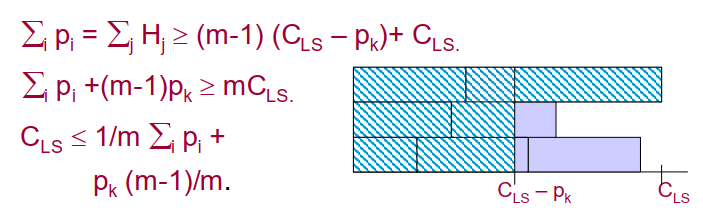 ∑i pi = ∑j Hj ≥ (m-1) (CLS – pk)+ CLS.
∑i pi +(m-1)pk ≥ mCLS.
CLS ≤ 1/m ∑i pi +
pk (m-1)/m.
CLS – pk
CLS